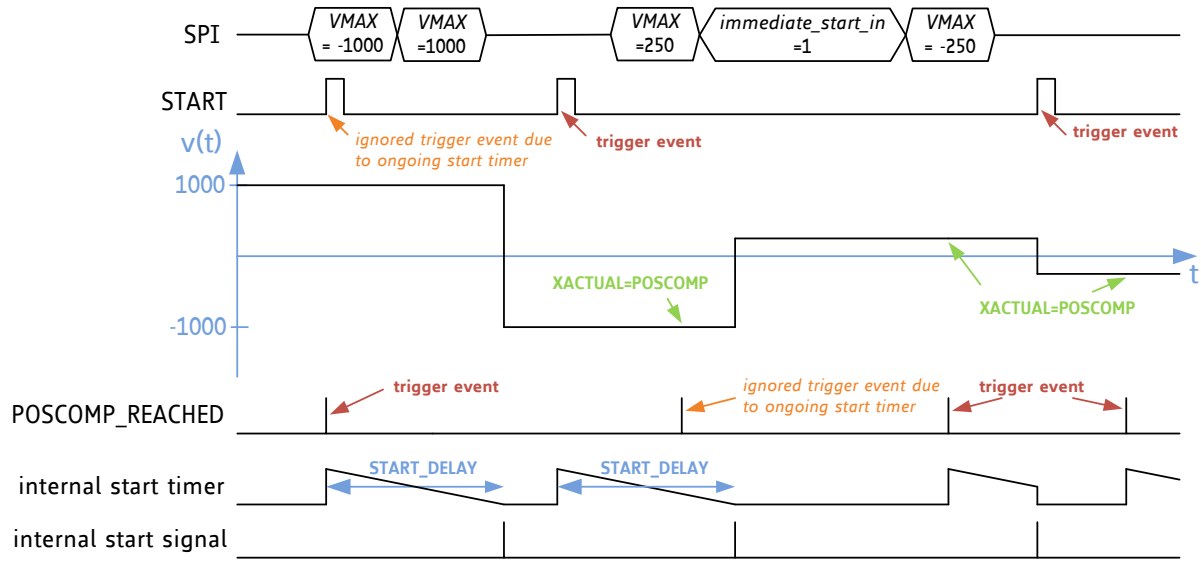 SPI
VMAX
= -1000
VMAX
=1000
VMAX
=250
immediate_start_in
=1
VMAX
= -250
START
ignored trigger event due
to ongoing start timer
trigger event
trigger event
v(t)
1000
XACTUAL=POSCOMP
t
XACTUAL=POSCOMP
-1000
trigger event
ignored trigger event due
to ongoing start timer
trigger event
POSCOMP_REACHED
START_DELAY
START_DELAY
internal start timer
internal start signal